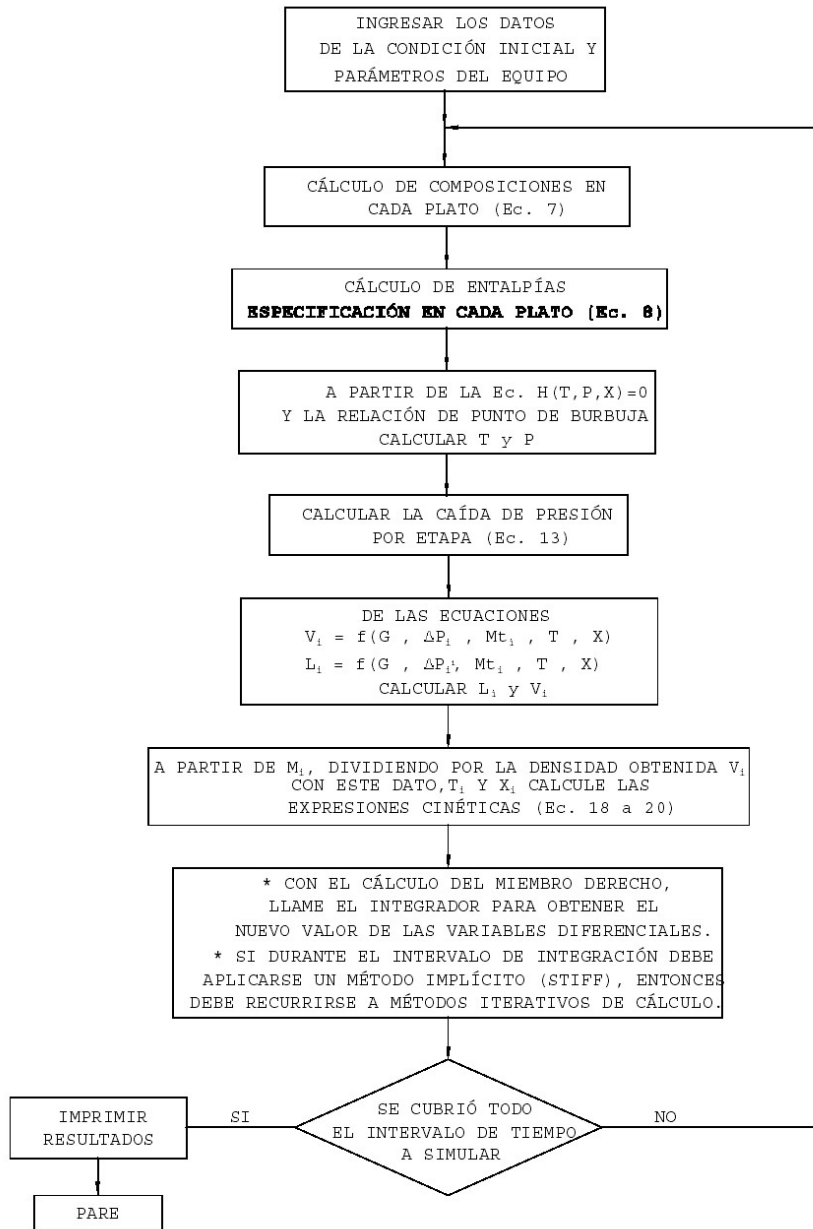 INGRESAR LOS DATOS
DE LA CONDICIÓN INICIAL Y
PARÁMETROS DEL EQUIPO
CÁLCULO DE COMPOSICIONES EN
CADA PLATO (Ec. 7)
CÁLCULO DE ENTALPÍAS
ESPECIFICACIÓN EN CADA PLATO (Ec. 8)
A PARTIR DE LA Ec. H(T,P,X)=0
Y LA RELACIÓN DE PUNTO DE BURBUJA
CALCULAR T y P
CALCULAR LA CAÍDA DE PRESIÓN
POR ETAPA (Ec. 13)
DE LAS ECUACIONES
Vᵢ = f(G , ΔPᵢ , Mtᵢ , T , X)
Lᵢ = f(G , ΔPᵢ, Mtᵢ , T , X)
CALCULAR Lᵢ y Vᵢ
A PARTIR DE Mᵢ, DIVIDIENDO POR LA DENSIDAD OBTENIDA Vᵢ
CON ESTE DATO,Tᵢ Y Xᵢ CALCULE LAS
EXPRESIONES CINÉTICAS (Ec. 18 a 20)
* CON EL CÁLCULO DEL MIEMBRO DERECHO,
LLAME EL INTEGRADOR PARA OBTENER EL
NUEVO VALOR DE LAS VARIABLES DIFERENCIALES.
* SI DURANTE EL INTERVALO DE INTEGRACIÓN DEBE
APLICARSE UN MÉTODO IMPLÍCITO (STIFF), ENTONCES
DEBE RECURRIRSE A MÉTODOS ITERATIVOS DE CÁLCULO.
SE CUBRIÓ TODO
EL INTERVALO DE TIEMPO
A SIMULAR
SI
NO
IMPRIMIR
RESULTADOS
PARE